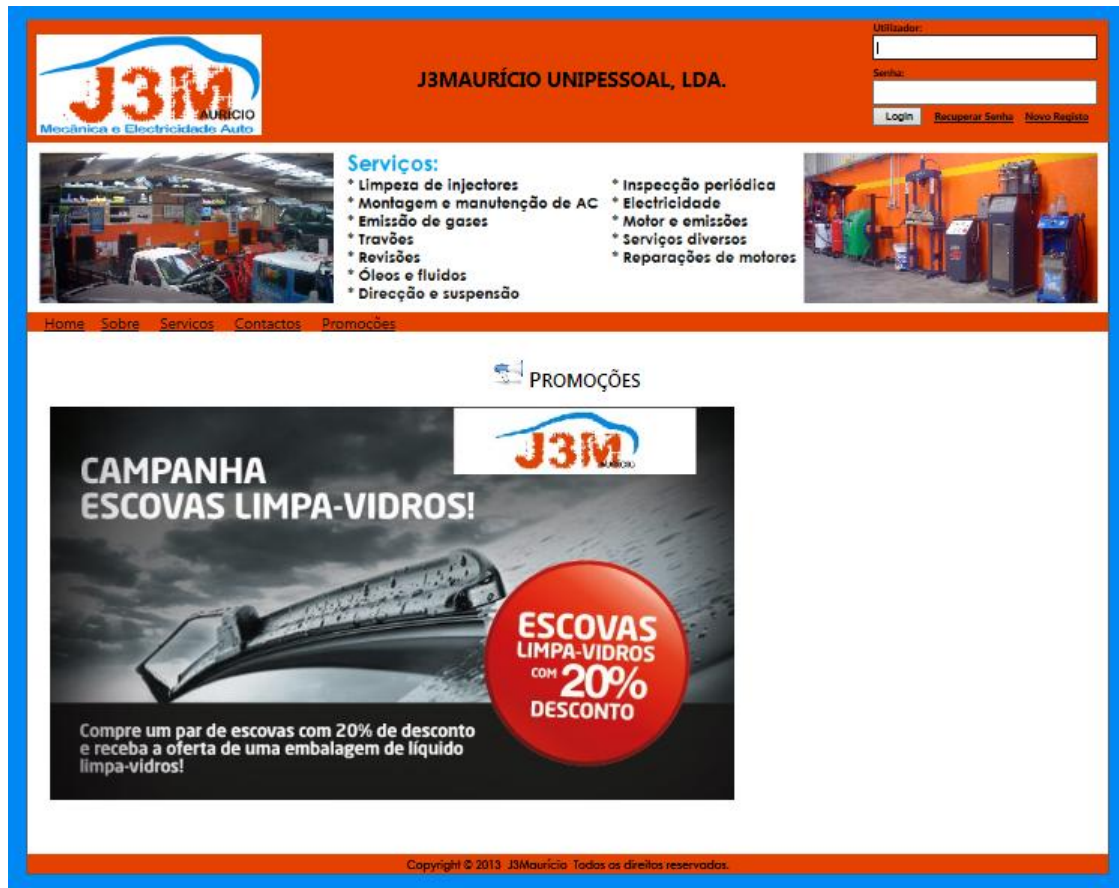 J3M
AURÍCIO
Mecânica e Electricidade Auto
J3MAURÍCIO UNIPESSOAL, LDA.
Utilizador:
Senha:
Login Recuperar Senha Novo Registo
Serviços:
* Limpeza de injectores
* Montagem e manutenção de AC
* Emissão de gases
* Travões
* Revisões
* Óleos e fluidos
* Direcção e suspensão
* Inspecção periódica
* Electricidade
* Motor e emissões
* Serviços diversos
* Reparações de motores
Home Sobre Servicos Contactos Promocões
PROMOÇÕES
J3M
AURÍCIO
CAMPANHA
ESCOVAS LIMPA-VIDROS!
ESCOVAS
LIMPA-VIDROS
COM 20%
DESCONTO
Compre um par de escovas com 20% de desconto
e receba a oferta de uma embalagem de líquido
limpa-vidros!
Copyright © 2013 J3Maurício Todos os direitos reservados.